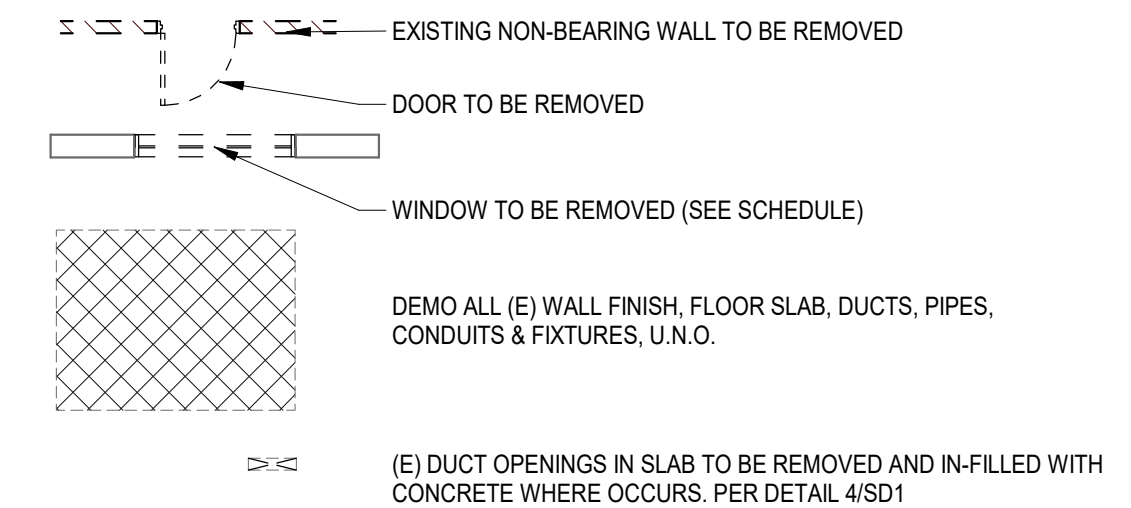 EXISTING NON-BEARING WALL TO BE REMOVED
DOOR TO BE REMOVED
WINDOW TO BE REMOVED (SEE SCHEDULE)
DEMO ALL (E) WALL FINISH, FLOOR SLAB, DUCTS, PIPES,
CONDUITS & FIXTURES, U.N.O.
(E) DUCT OPENINGS IN SLAB TO BE REMOVED AND IN-FILLED WITH
CONCRETE WHERE OCCURS. PER DETAIL 4/SD1